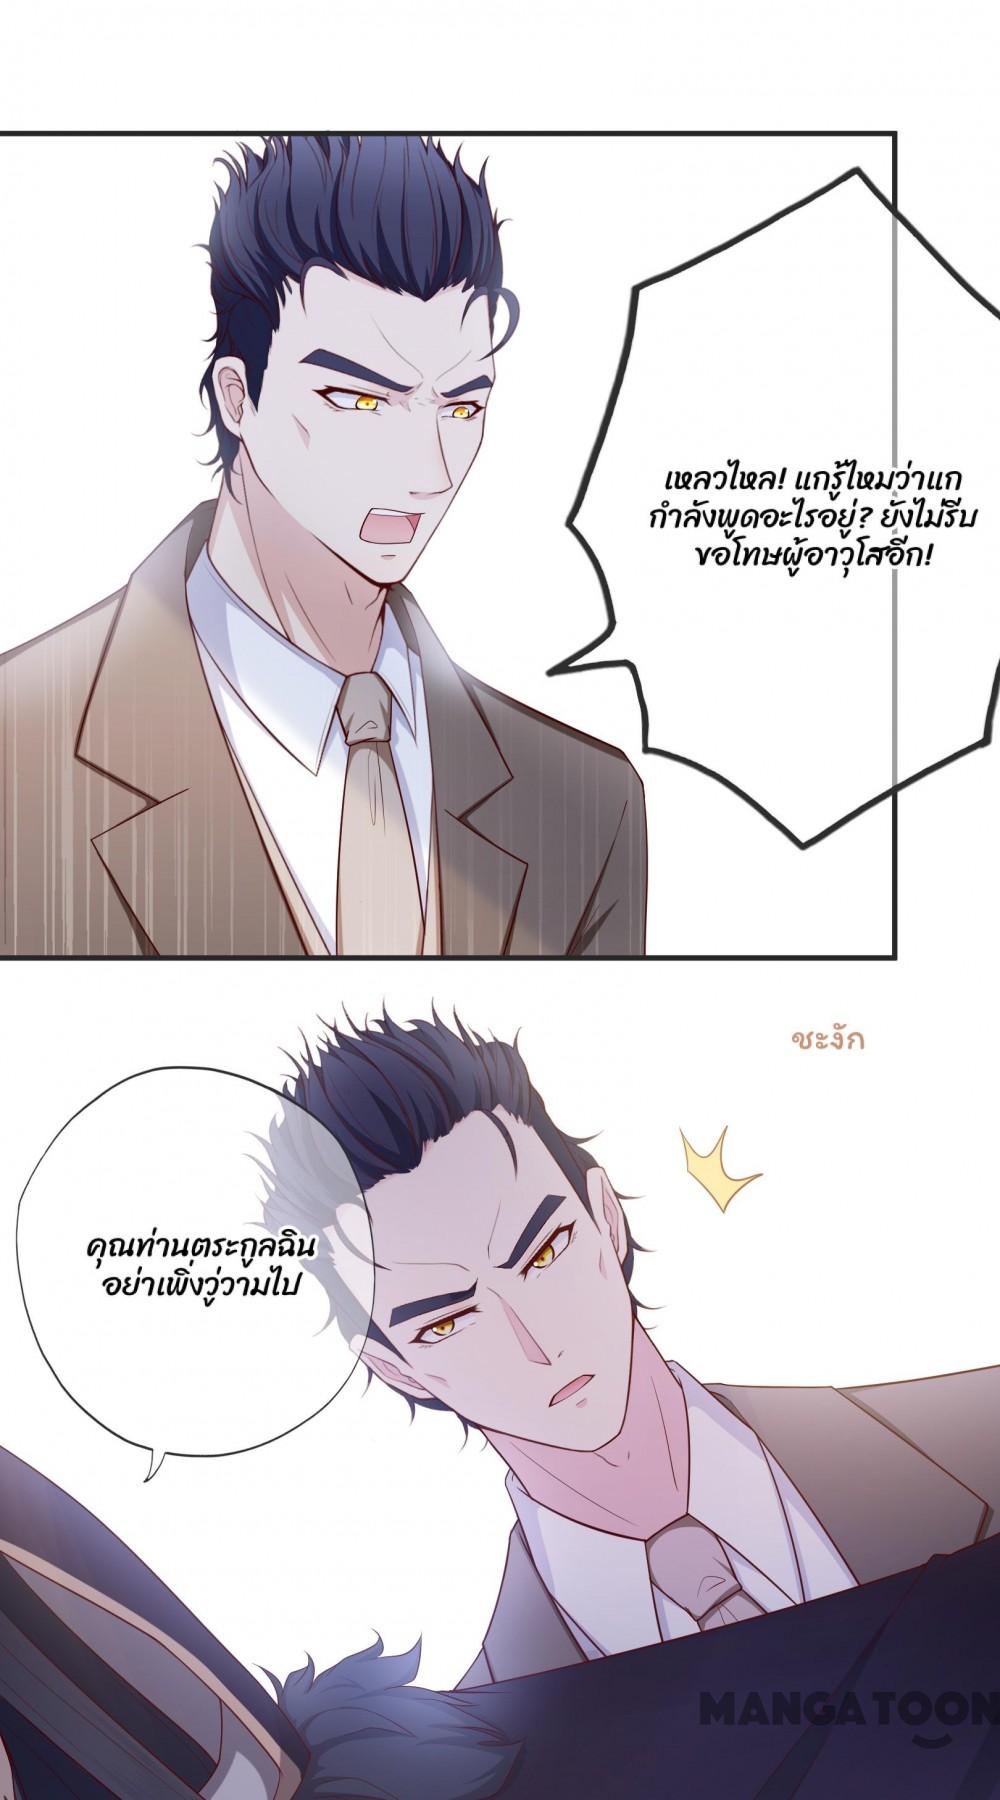 เหลวไหล! แกรู้ไหมว่าแก
กำลังพูดอะไรอยู่? ยังไม่รีบ
ขอโทษผู้อาวุโสอีก!
ชะงัก
คุณท่านตระกูลฉิน
อย่าเพิ่งวู่วามไป
MANGA TOON